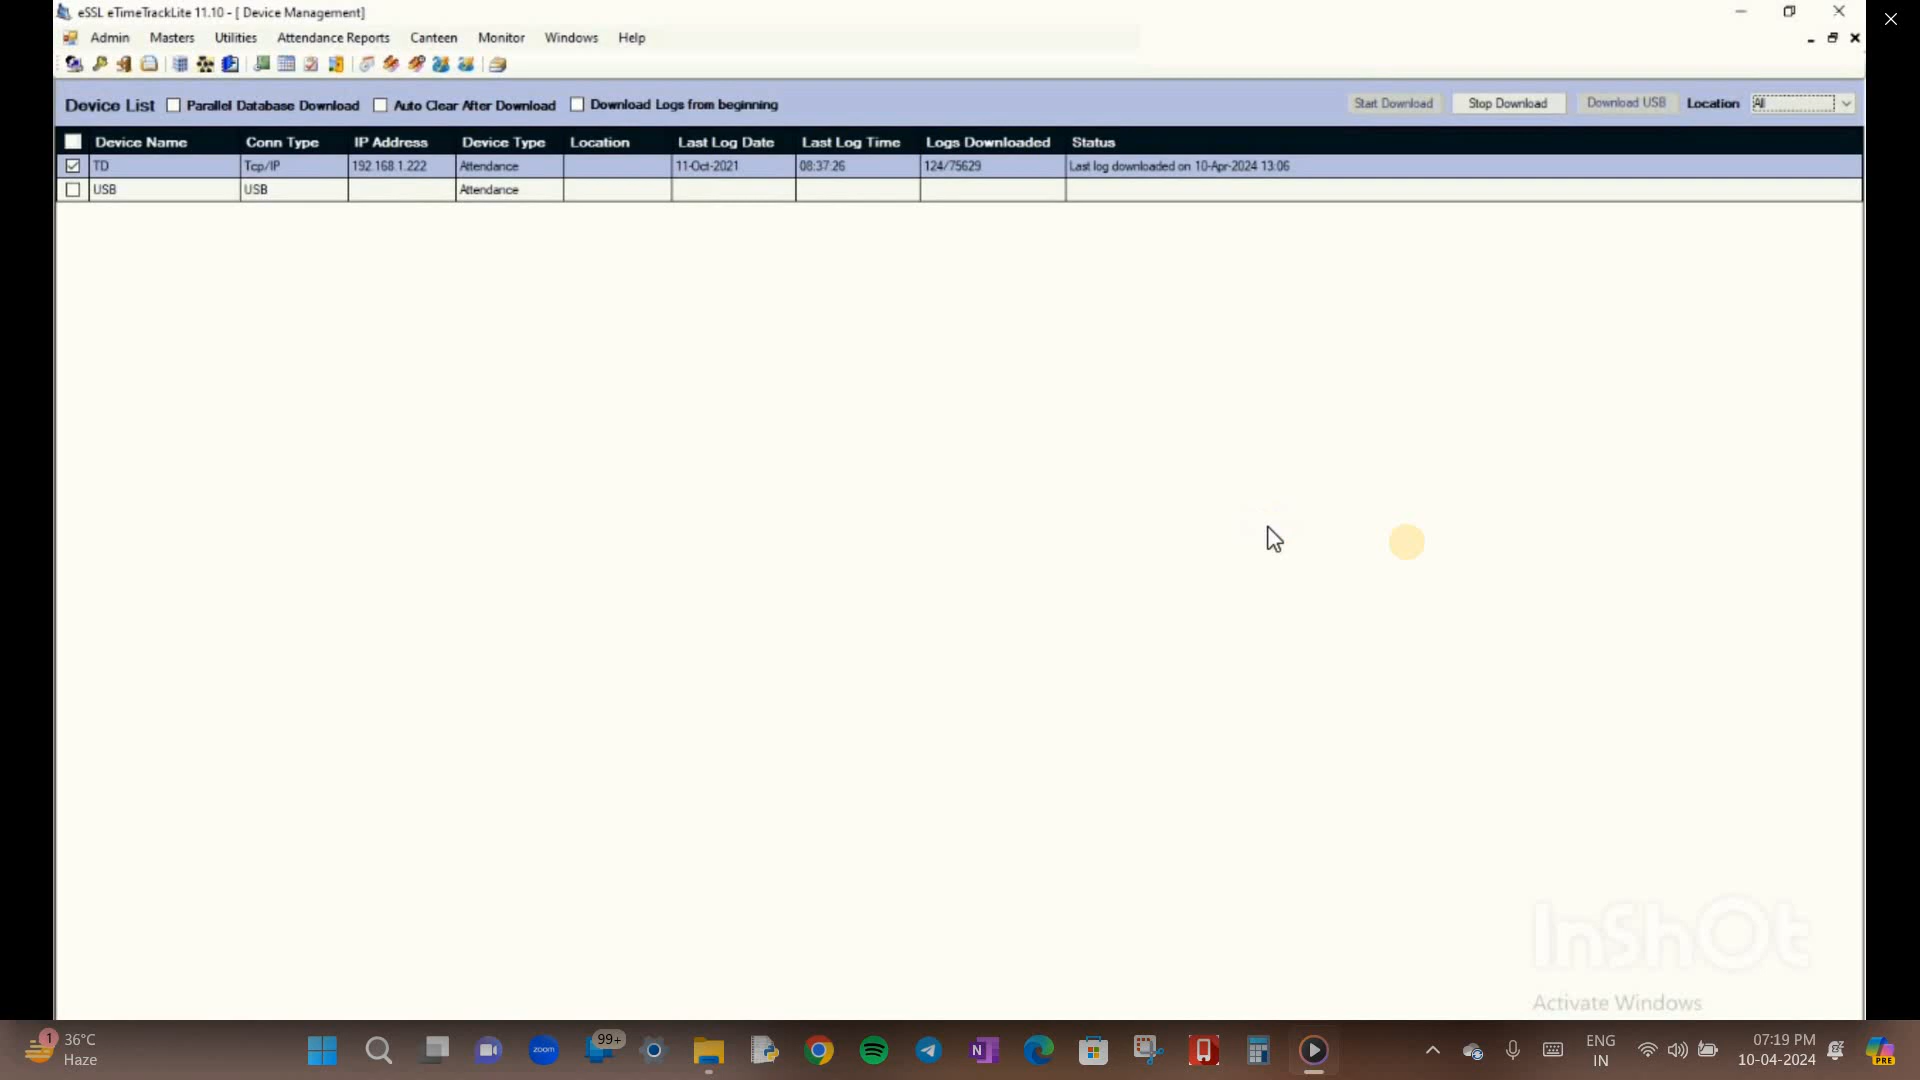 eSSL eTimeTrackLite 11.10 - [ Device Management]
Admin Masters Utilities Attendance Reports Canteen Monitor Windows Help
Device List Parallel Database Download Auto Clear After Download Download Logs from beginning Start Download Stop Download Download USB Location All
Device Name Conn Type IP Address Device Type Location Last Log Date Last Log Time Logs Downloaded Status
TD Tcp/IP 192.168.1.222 Attendance 11-Oct-2021 08:37:26 124/75629 Last log downloaded on 10-Apr-2024 13:06
USB USB Attendance
InShOt
Activate Windows
1 36°C
Haze
zoom
99+
N
ENG
IN
07:19 PM
10-04-2024
PRE